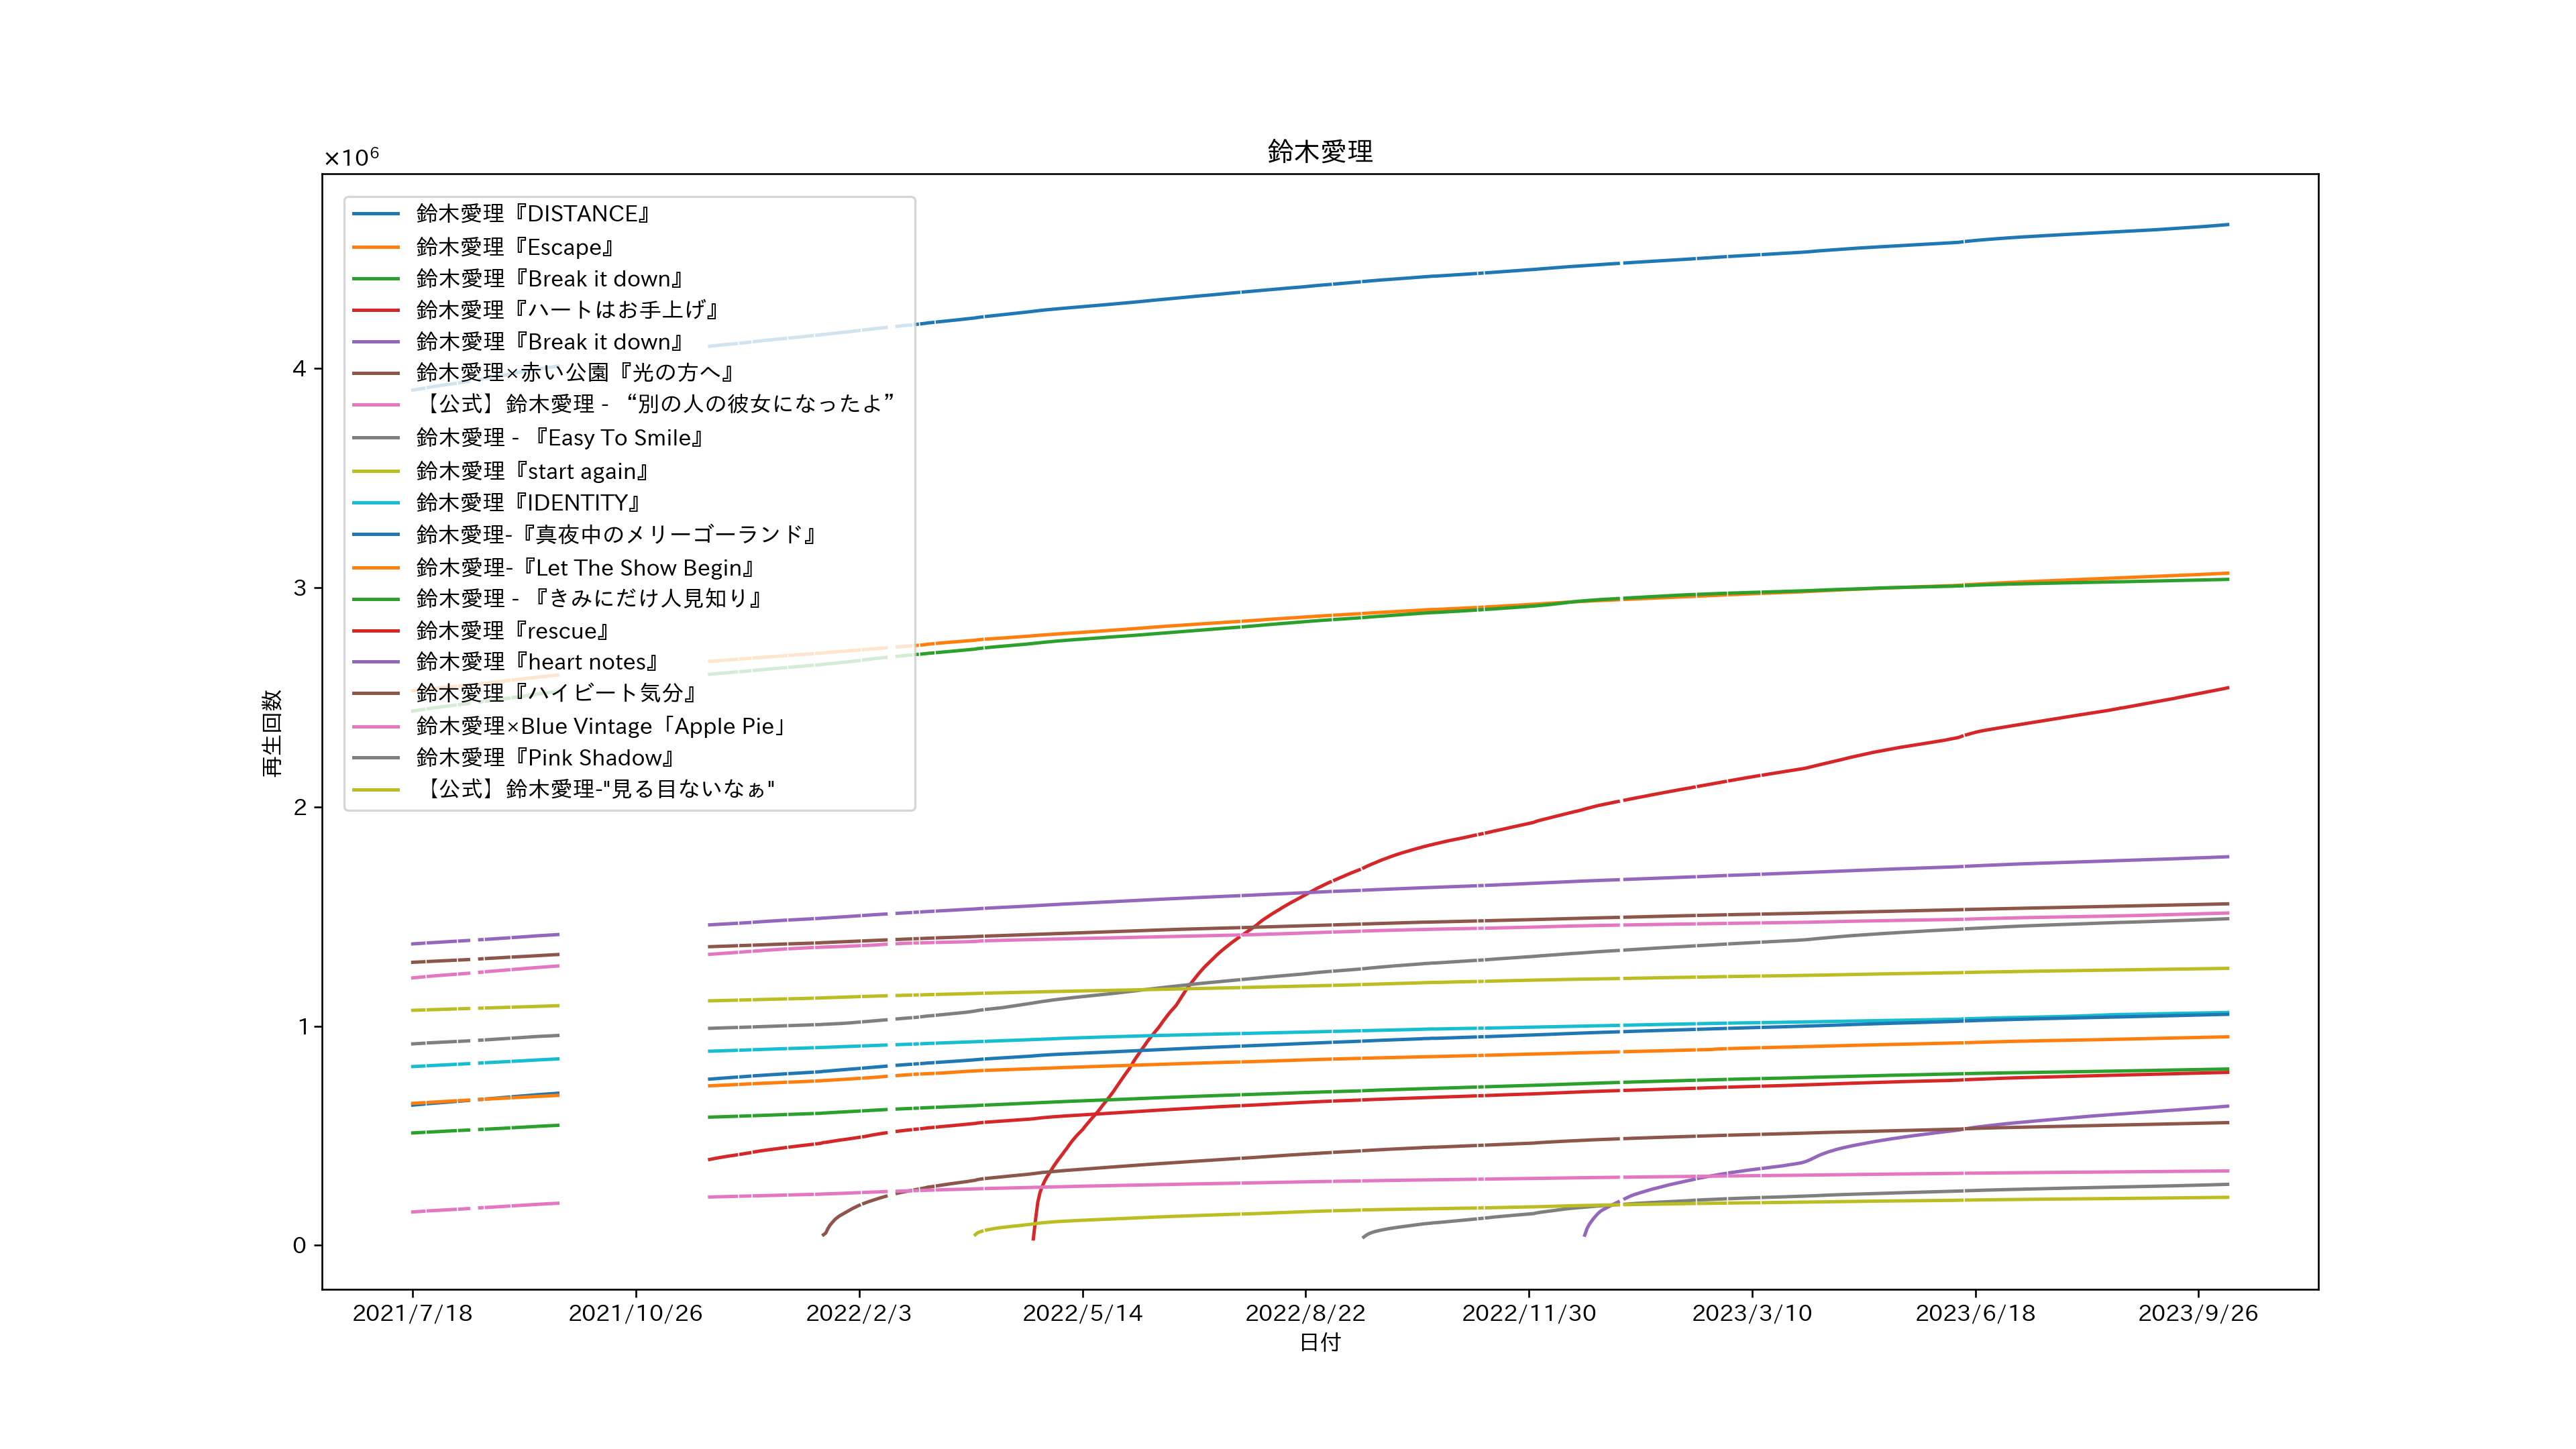 鈴木愛理
×10⁶
鈴木愛理『DISTANCE』
鈴木愛理『Escape』
鈴木愛理『Break it down』
鈴木愛理『ハートはお手上げ』
鈴木愛理『Break it down』
鈴木愛理×赤い公園『光の方へ』
【公式】鈴木愛理 - “別の人の彼女になったよ”
鈴木愛理 - 『Easy To Smile』
鈴木愛理『start again』
鈴木愛理『IDENTITY』
鈴木愛理-『真夜中のメリーゴーランド』
鈴木愛理-『Let The Show Begin』
鈴木愛理 - 『きみにだけ人見知り』
鈴木愛理『rescue』
鈴木愛理『heart notes』
鈴木愛理『ハイビート気分』
鈴木愛理×Blue Vintage「Apple Pie」
鈴木愛理『Pink Shadow』
【公式】鈴木愛理-"見る目ないなぁ"
再生回数
4
3
2
1
0
2021/7/18 2021/10/26 2022/2/3 2022/5/14 2022/8/22 2022/11/30 2023/3/10 2023/6/18 2023/9/26
日付